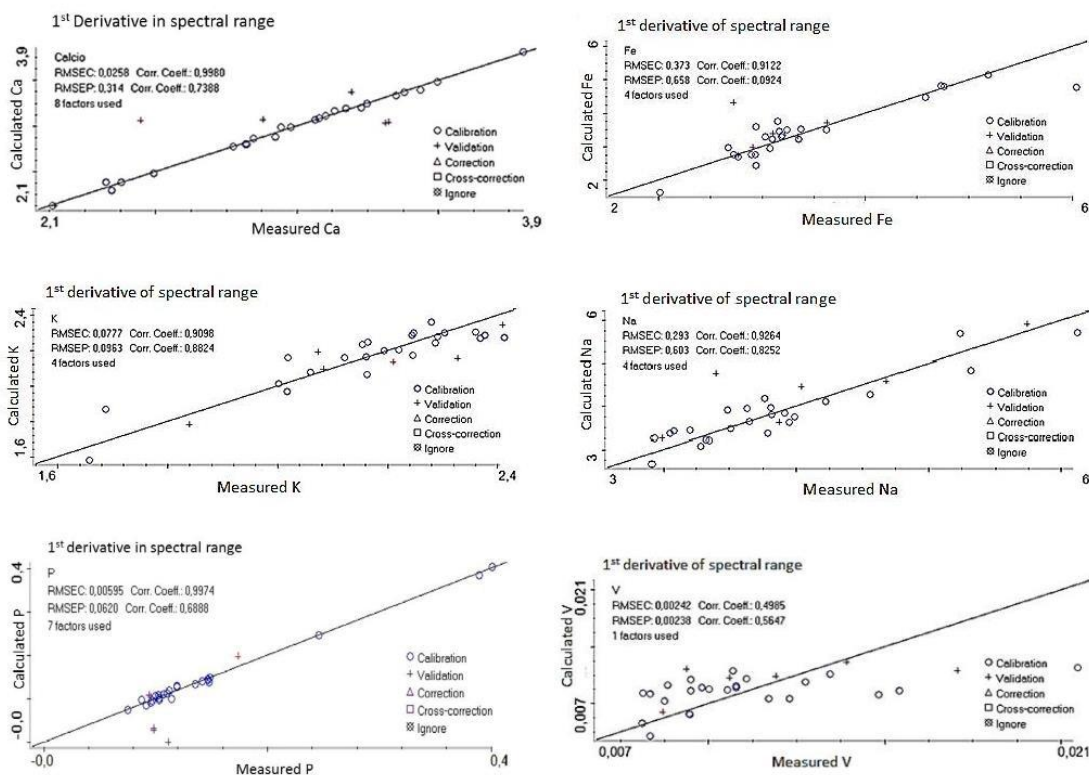 1st Derivative in spectral range
Calcio
RMSEC: 0,0258 Corr. Coeff.: 0,9980
RMSEP: 0,314 Corr. Coeff.: 0,7388
8 factors used
Calibration
Validation
Correction
Cross-correction
Ignore
3,9
Calculated Ca
2,1
2,1
Measured Ca
3,9
1st derivative of spectral range
Fe
RMSEC: 0,373 Corr. Coeff.: 0,9122
RMSEP: 0,658 Corr. Coeff.: 0,0924
4 factors used
Calibration
Validation
Correction
Cross-correction
Ignore
6
Calculated Fe
2
2
Measured Fe
6
1st derivative of spectral range
K
RMSEC: 0,0777 Corr. Coeff.: 0,9098
RMSEP: 0,0963 Corr. Coeff.: 0,8824
4 factors used
Calibration
Validation
Correction
Cross-correction
Ignore
2,4
Calculated K
1,6
1,6
Measured K
2,4
1st derivative of spectral range
Na
RMSEC: 0,293 Corr. Coeff.: 0,9264
RMSEP: 0,603 Corr. Coeff.: 0,8252
4 factors used
Calibration
Validation
Correction
Cross-correction
Ignore
6
Calculated Na
3
3
Measured Na
6
1st derivative in spectral range
P
RMSEC: 0,00595 Corr. Coeff.: 0,9974
RMSEP: 0,0620 Corr. Coeff.: 0,6888
7 factors used
Calibration
Validation
Correction
Cross-correction
Ignore
0,4
Calculated P
-0,0
-0,0
Measured P
0,4
1st derivative of spectral range
V
RMSEC: 0,00242 Corr. Coeff.: 0,4985
RMSEP: 0,00238 Corr. Coeff.: 0,5647
1 factors used
Calibration
Validation
Correction
Cross-correction
Ignore
0,021
Calculated V
0,007
0,007
Measured V
0,021